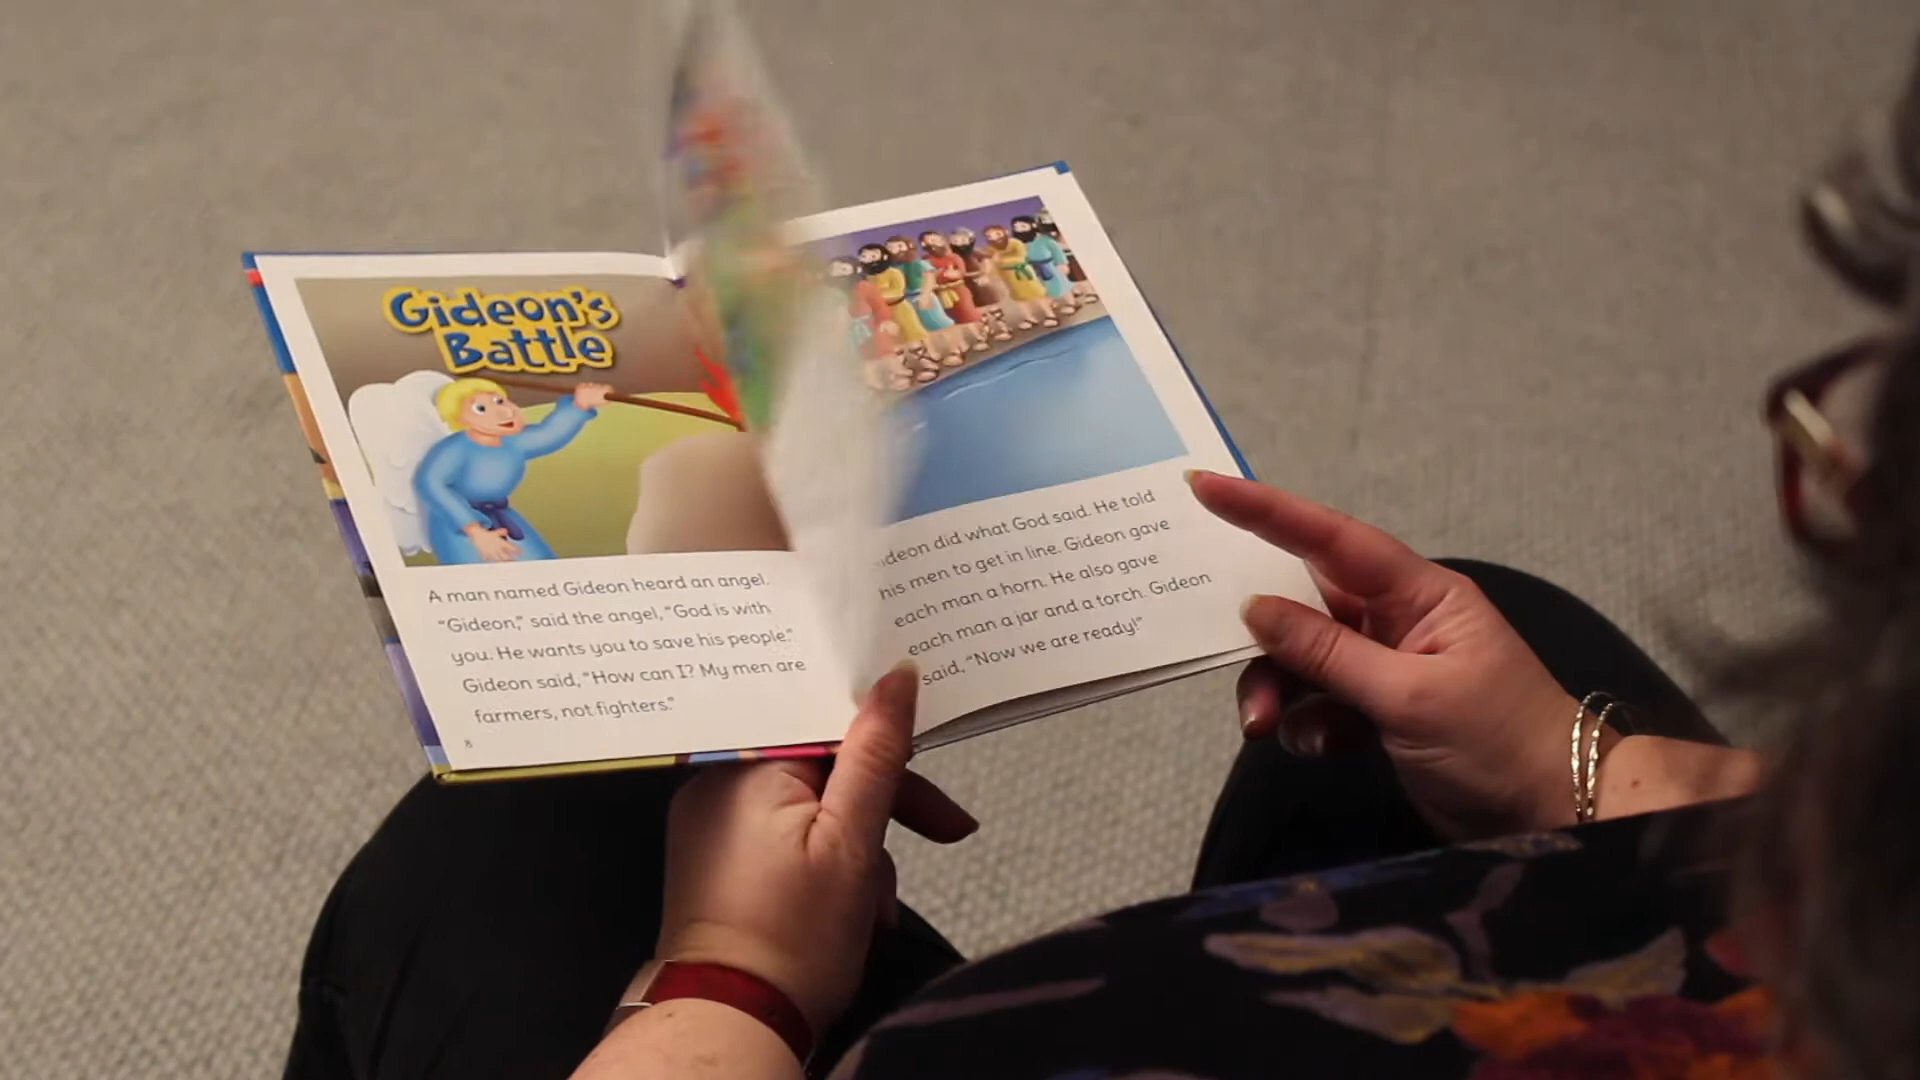 Gideon's
Battle
A man named Gideon heard an angel.
“Gideon,” said the angel, “God is with
you. He wants you to save his people.”
Gideon said, “How can I? My men are
farmers, not fighters.”
8
did what God said. He told
his men to get in line. Gideon gave
each man a horn. He also gave
each man a jar and a torch. Gideon
said, “Now we are ready!”